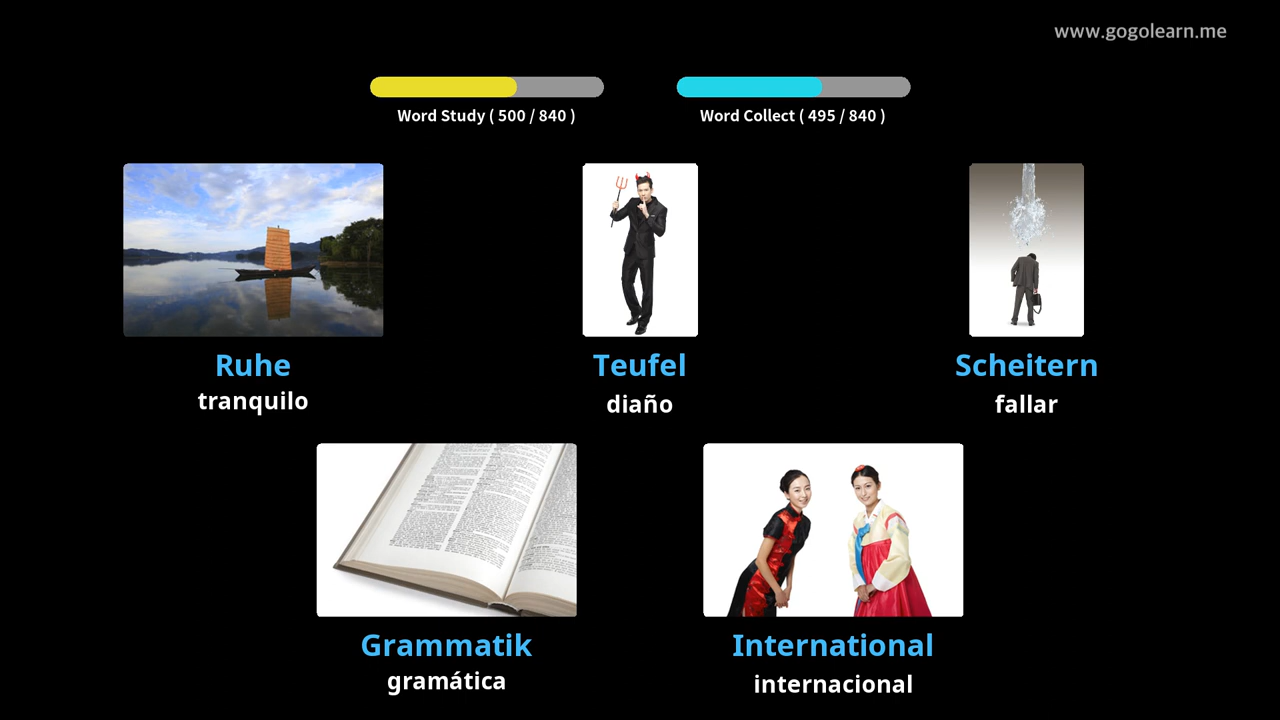 www.gogolearn.me
Word Study ( 500 / 840 )
Word Collect ( 495 / 840 )
Ruhe
tranquilo
Teufel
diaño
Scheitern
fallar
Grammatik
gramática
International
internacional